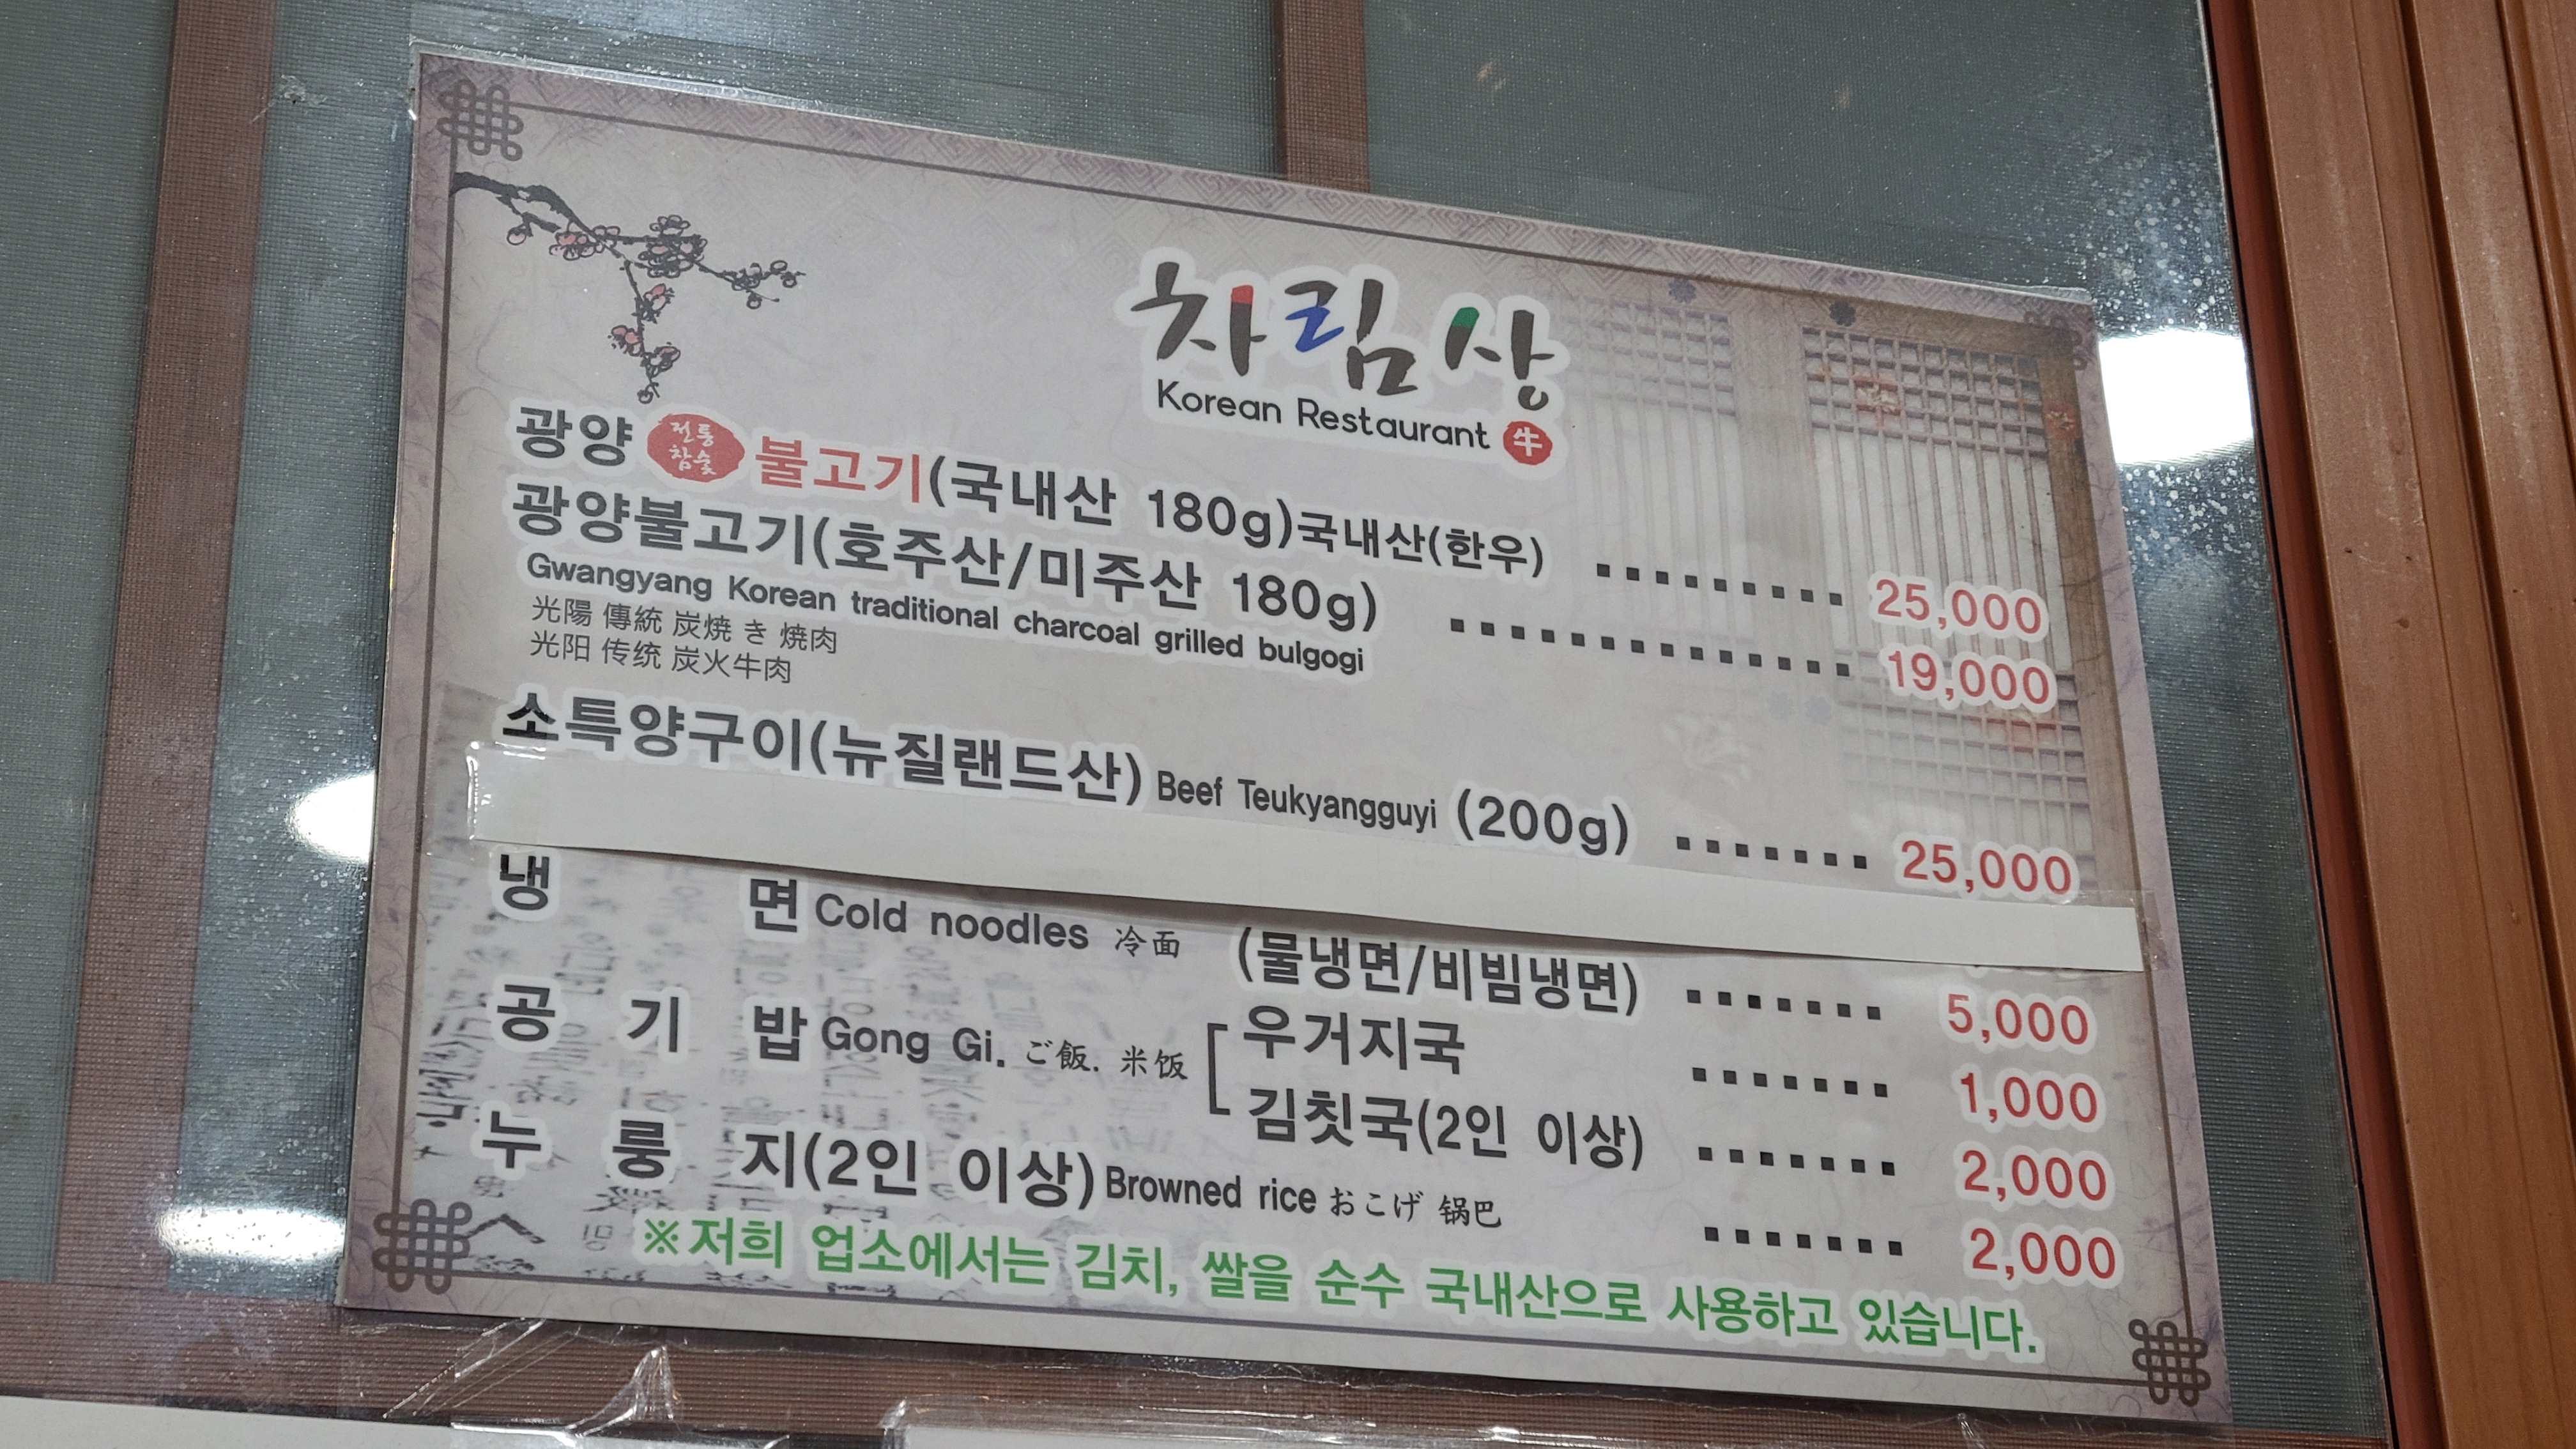 차림상
Korean Restaurant 牛
광양 전통 참숯 불고기(국내산 180g)국내산(한우) ......... 25,000
광양불고기(호주산/미주산 180g) .............. 19,000
Gwangyang Korean traditional charcoal grilled bulgogi
光陽 傳統 炭焼き 焼肉
光阳 传统 炭火牛肉
소특양구이(뉴질랜드산) Beef Teukyangguyi (200g) ....... 25,000
냉 면 Cold noodles 冷面 (물냉면/비빔냉면) ....... 5,000
공 기 밥 Gong Gi. ご飯. 米饭 [우거지국 ....... 1,000
김칫국(2인 이상) ....... 2,000
누 룽 지(2인 이상) Browned rice おこげ 锅巴 ....... 2,000
※저희 업소에서는 김치, 쌀을 순수 국내산으로 사용하고 있습니다.